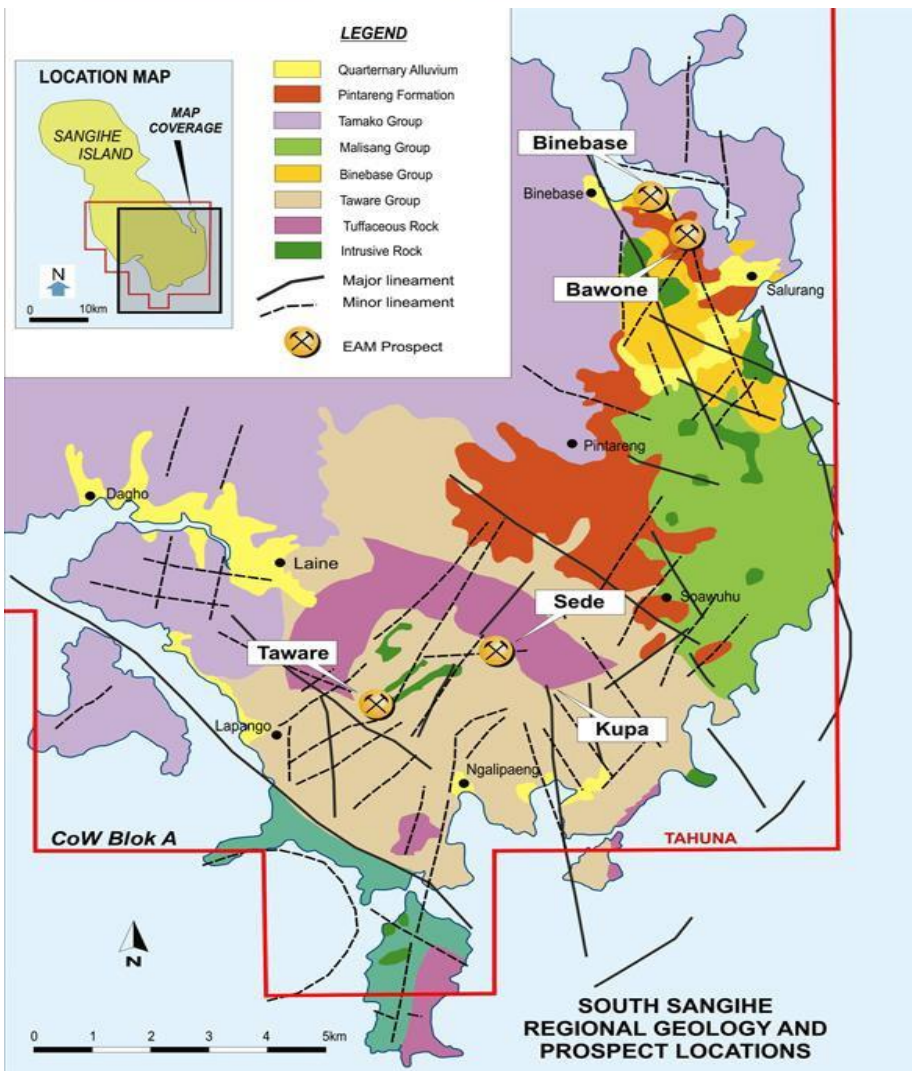 LEGEND
Quarternary Alluvium
Pintareng Formation
Tamako Group
Malisang Group
Binebase Group
Taware Group
Tuffaceous Rock
Intrusive Rock
Major lineament
Minor lineament
EAM Prospect
LOCATION MAP
MAP
COVERAGE
SANGIHE
ISLAND
N
0
10km
Binebase
Binebase
Bawone
Salurang
Pintareng
Dagho
Laine
Soawuhu
Sede
Taware
Kupa
Lapango
Ngalipaeng
CoW Blok A
TAHUNA
N
0 1 2 3 4 5km
SOUTH SANGIHE
REGIONAL GEOLOGY AND
PROSPECT LOCATIONS